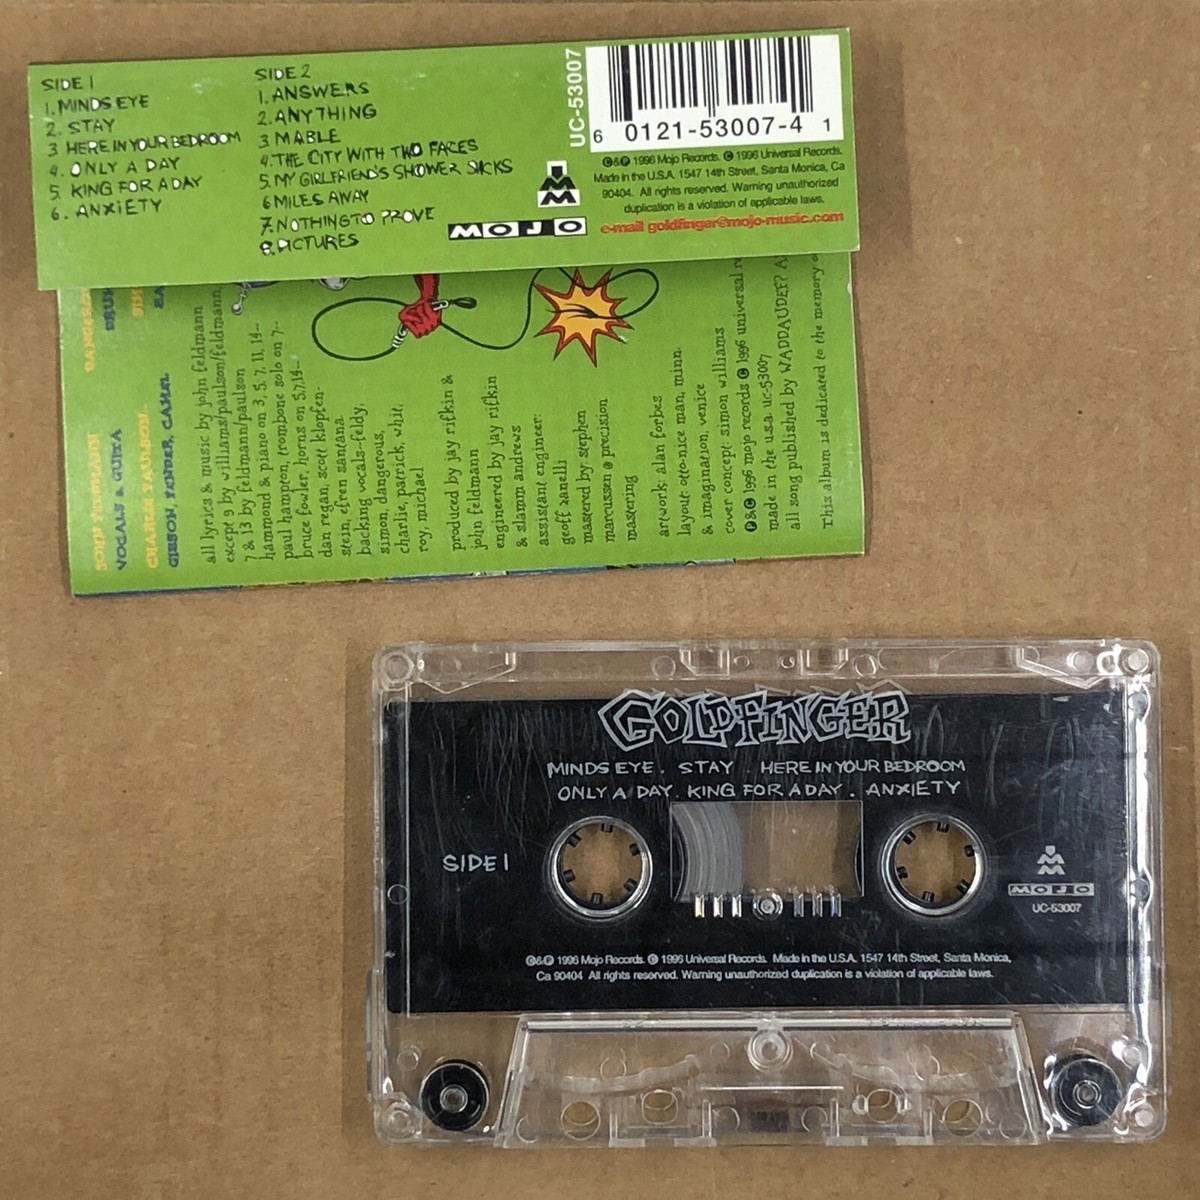 SIDE 1
1. MINDS EYE
2. STAY
3 HERE IN YOUR BEDROOM
4. ONLY A DAY
5. KING FOR A DAY
6. ANXIETY
SIDE 2
1. ANSWERS
2. ANYTHING
3 MABLE
4. THE CITY WITH TWO FACES
5. MY GIRLFRIENDS SHOWER SUCKS
6 MILES AWAY
7. NOTHING TO PROVE
8. PICTURES
MOJO
UC-53007
6 0121-53007-4 1
©&℗ 1996 Mojo Records. © 1996 Universal Records.
Made in the U.S.A. 1547 14th Street, Santa Monica, Ca
90404. All rights reserved. Warning unauthorized
duplication is a violation of applicable laws.
e-mail goldfinger@mojo-music.com
VOCALS & GUITAR
CHARLIE PAULSON..
GIBSON, FENDER, CAMEL
all lyrics & music by john feldmann
except 9 by williams/paulson/feldmann,
7 & 13 by feldmann/paulson
hammond & piano on 3, 5, 7, 11, 14--
paul hampton, trombone solo on 7--
bruce fowler, horns on 5,7,14--
dan regan, scott klopfen-
stein, efren santana
backing vocals--feldy,
simon, dangerous,
charlie, patrick, whit,
roy, michael
produced by jay rifkin &
john feldmann
engineered by jay rifkin
& slamm andrews
assistant engineer:
geoff zanelli
mastered by: stephen
marcussen @ precision
mastering
artwork: alan forbes
layout: otto-nice man, minn.
& imagination, venice
cover concept: simon williams
℗&© 1996 mojo records © 1996 universal
made in the u.s.a. uc-53007
all song published by WADDAUDEF?
This album is dedicated to the memory
GOLDFINGER
MINDS EYE . STAY . HERE IN YOUR BEDROOM
ONLY A DAY . KING FOR A DAY . ANXIETY
SIDE 1
MOJO
UC-53007
©&℗ 1996 Mojo Records. © 1996 Universal Records. Made in the U.S.A. 1547 14th Street, Santa Monica,
Ca 90404 All rights reserved. Warning unauthorized duplication is a violation of applicable laws.